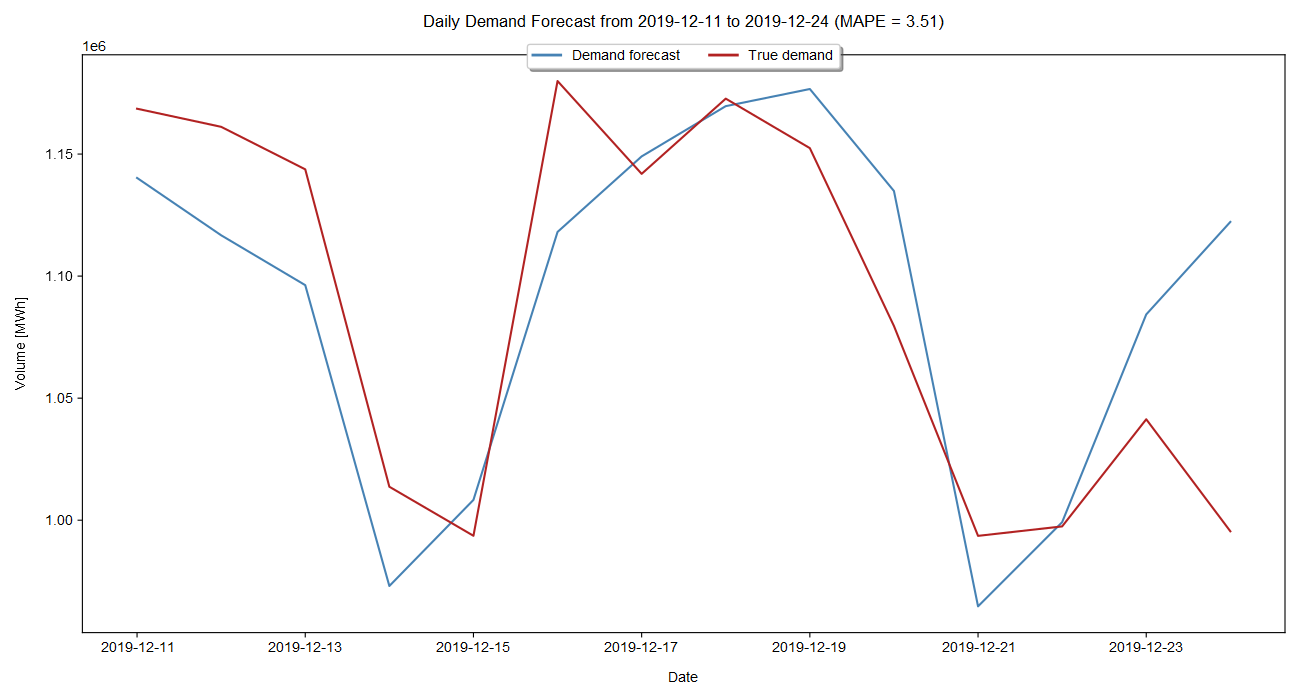 Daily Demand Forecast from 2019-12-11 to 2019-12-24 (MAPE = 3.51)
1e6
Demand forecast
True demand
1.15
1.10
1.05
1.00
Volume [MWh]
2019-12-11
2019-12-13
2019-12-15
2019-12-17
2019-12-19
2019-12-21
2019-12-23
Date